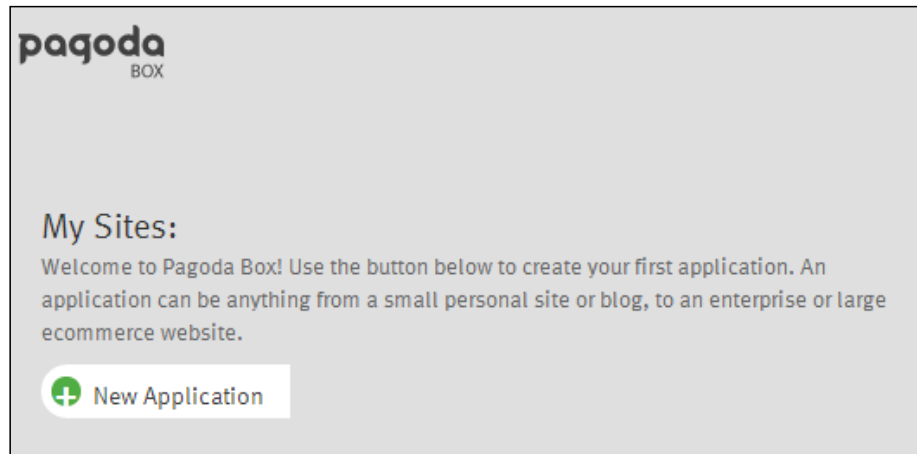 pagoda
BOX
My Sites:
Welcome to Pagoda Box! Use the button below to create your first application. An
application can be anything from a small personal site or blog, to an enterprise or large
ecommerce website.
New Application